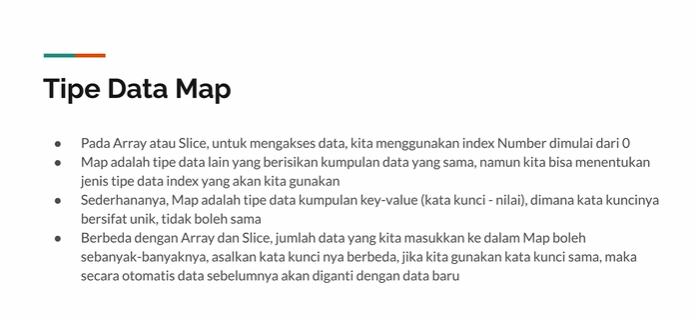 Tipe Data Map
● Pada Array atau Slice, untuk mengakses data, kita menggunakan index Number dimulai dari 0
● Map adalah tipe data lain yang berisikan kumpulan data yang sama, namun kita bisa menentukan
jenis tipe data index yang akan kita gunakan
● Sederhananya, Map adalah tipe data kumpulan key-value (kata kunci - nilai), dimana kata kuncinya
bersifat unik, tidak boleh sama
● Berbeda dengan Array dan Slice, jumlah data yang kita masukkan ke dalam Map boleh
sebanyak-banyaknya, asalkan kata kunci nya berbeda, jika kita gunakan kata kunci sama, maka
secara otomatis data sebelumnya akan diganti dengan data baru